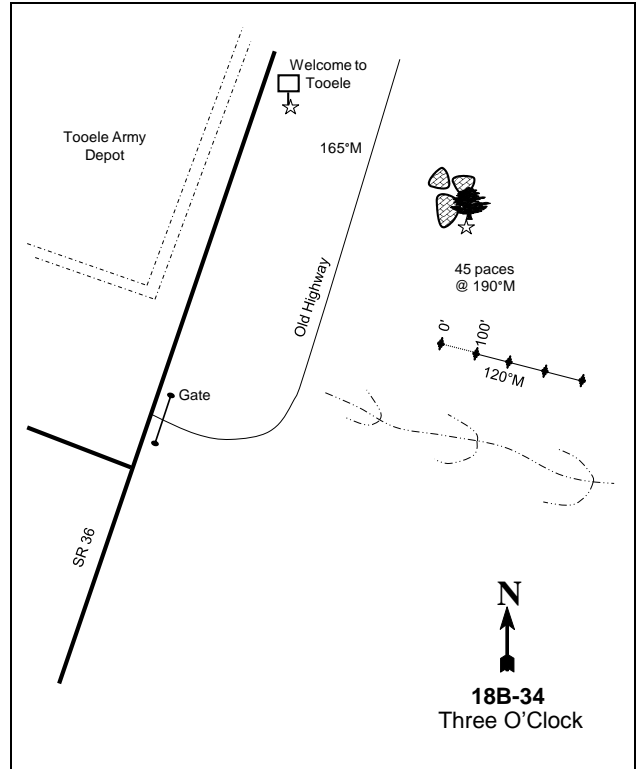 Welcome to
Tooele
Tooele Army
Depot
165°M
Old Highway
45 paces
@ 190°M
0'
100'
120°M
Gate
SR 36
N
18B-34
Three O'Clock